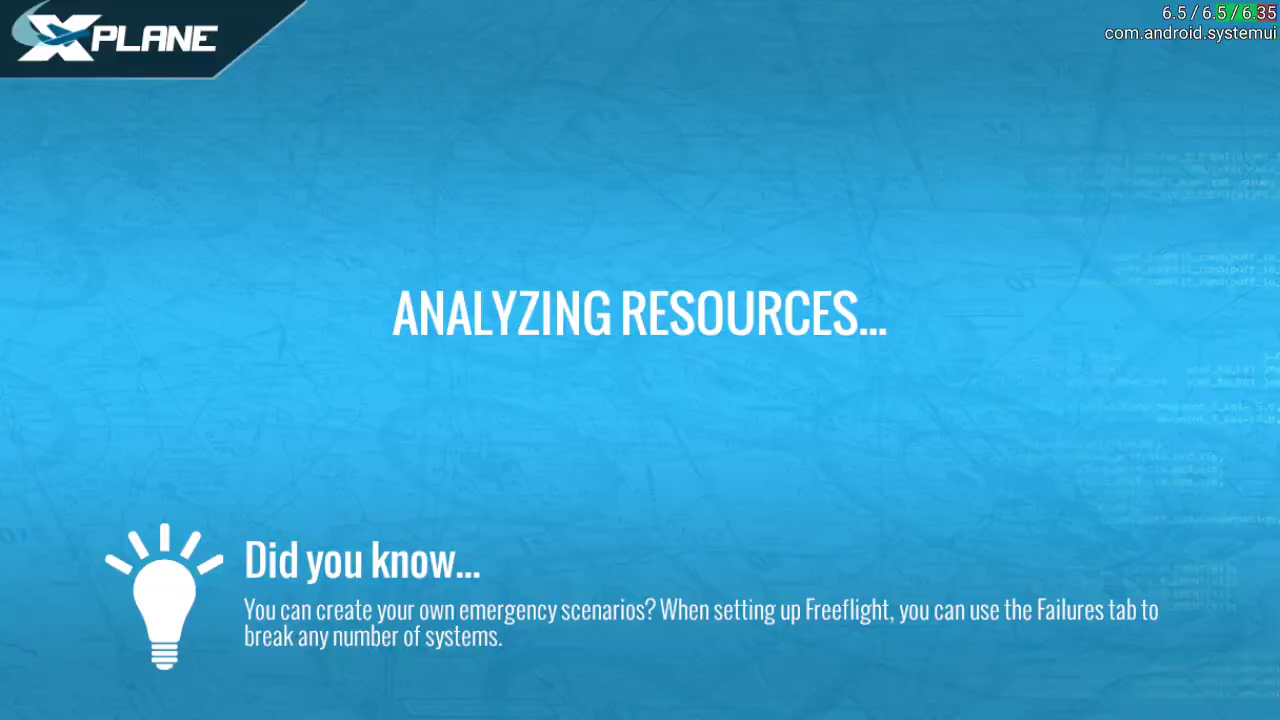 X PLANE
6.5 / 6.5 / 6.35
com.android.systemui
ANALYZING RESOURCES...
Did you know...
You can create your own emergency scenarios? When setting up Freeflight, you can use the Failures tab to
break any number of systems.